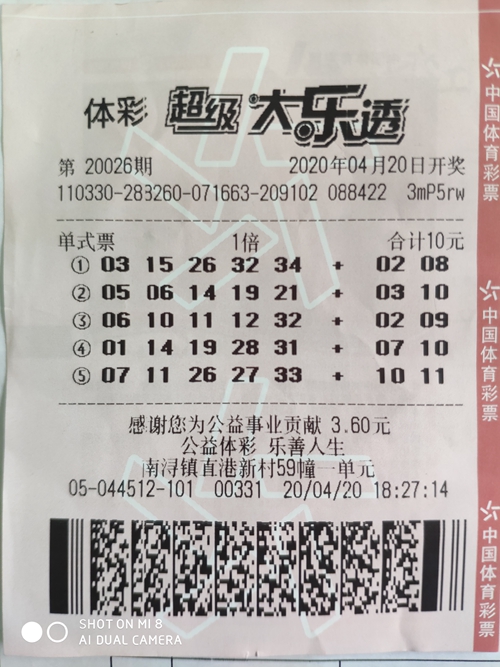 体彩 超级大乐透
第 20026期 2020年04月20日开奖
110330-283260-071663-209102 088422 3mP5rw
单式票 1倍 合计10元
① 03 15 26 32 34 + 02 08
② 05 06 14 19 21 + 03 10
③ 06 10 11 12 32 + 02 09
④ 01 14 19 28 31 + 07 10
⑤ 07 11 26 27 33 + 10 11
感谢您为公益事业贡献 3.60元
公益体彩 乐善人生
南浔镇直港新村59幢一单元
05-044512-101 00331 20/04/20 18:27:14
中国体育彩票
中国体育彩票
中国体育彩票
SHOT ON MI 8
AI DUAL CAMERA